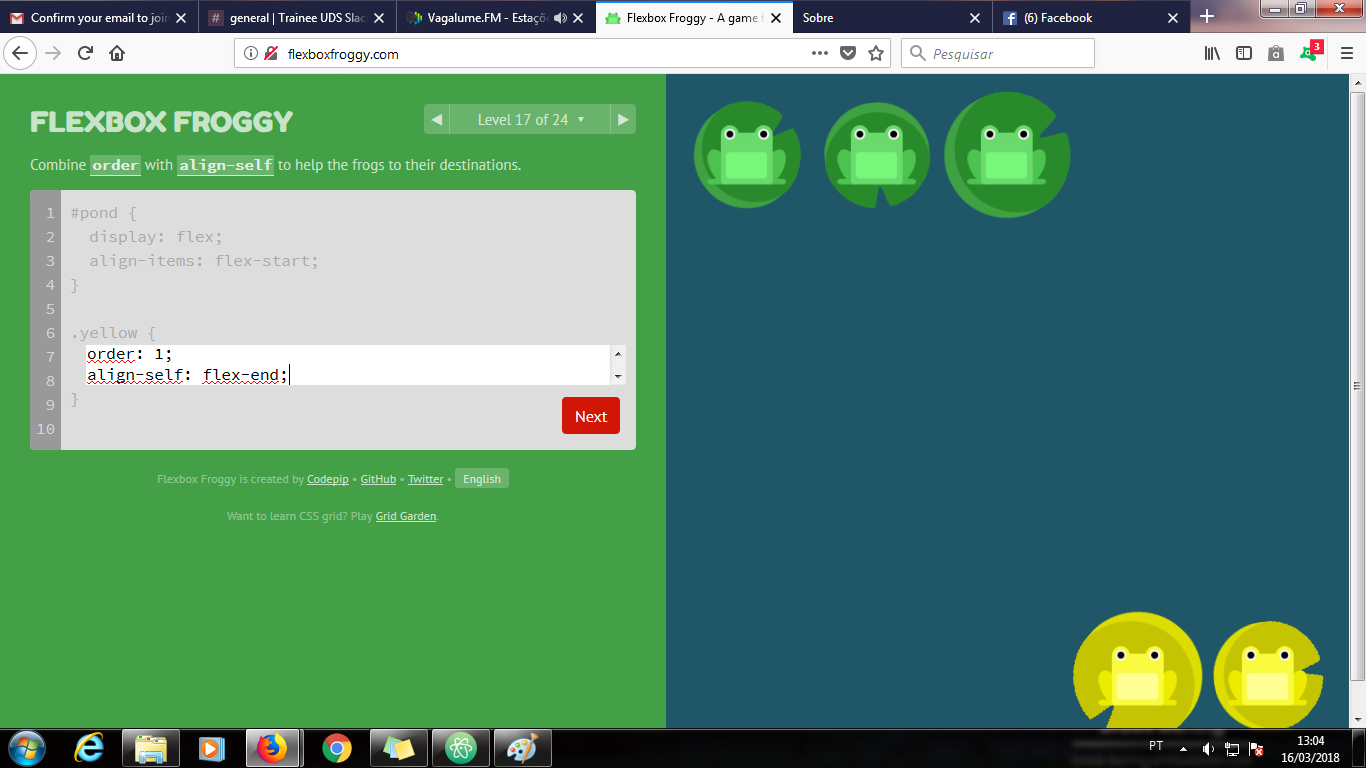 Confirm your email to join
general | Trainee UDS Slac
Vagalume.FM - Estaçõe
Flexbox Froggy - A game f
Sobre
(6) Facebook
flexboxfroggy.com
Pesquisar
a
3
FLEXBOX FROGGY
Level 17 of 24
Combine order with align-self to help the frogs to their destinations.
1 #pond {
2 display: flex;
3 align-items: flex-start;
4 }
5
6 .yellow {
7 order: 1;
8 align-self: flex-end;
9 }
10
Next
Flexbox Froggy is created by Codepip • GitHub • Twitter • English
Want to learn CSS grid? Play Grid Garden.
PT
13:04
16/03/2018